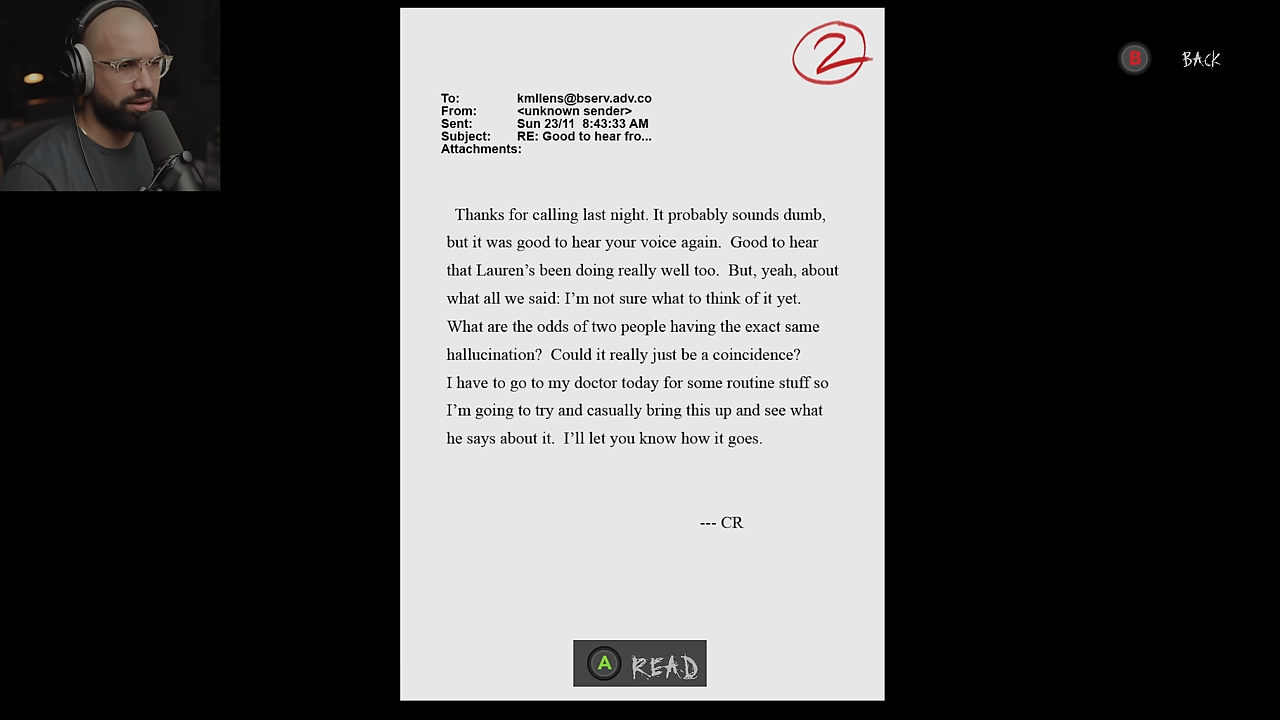 2
B BACK
To: kmllens@bserv.adv.co
From: <unknown sender>
Sent: Sun 23/11 8:43:33 AM
Subject: RE: Good to hear fro...
Attachments:
Thanks for calling last night. It probably sounds dumb,
but it was good to hear your voice again.  Good to hear
that Lauren’s been doing really well too.  But, yeah, about
what all we said: I’m not sure what to think of it yet.
What are the odds of two people having the exact same
hallucination?  Could it really just be a coincidence?
I have to go to my doctor today for some routine stuff so
I’m going to try and casually bring this up and see what
he says about it.  I’ll let you know how it goes.
--- CR
A READ